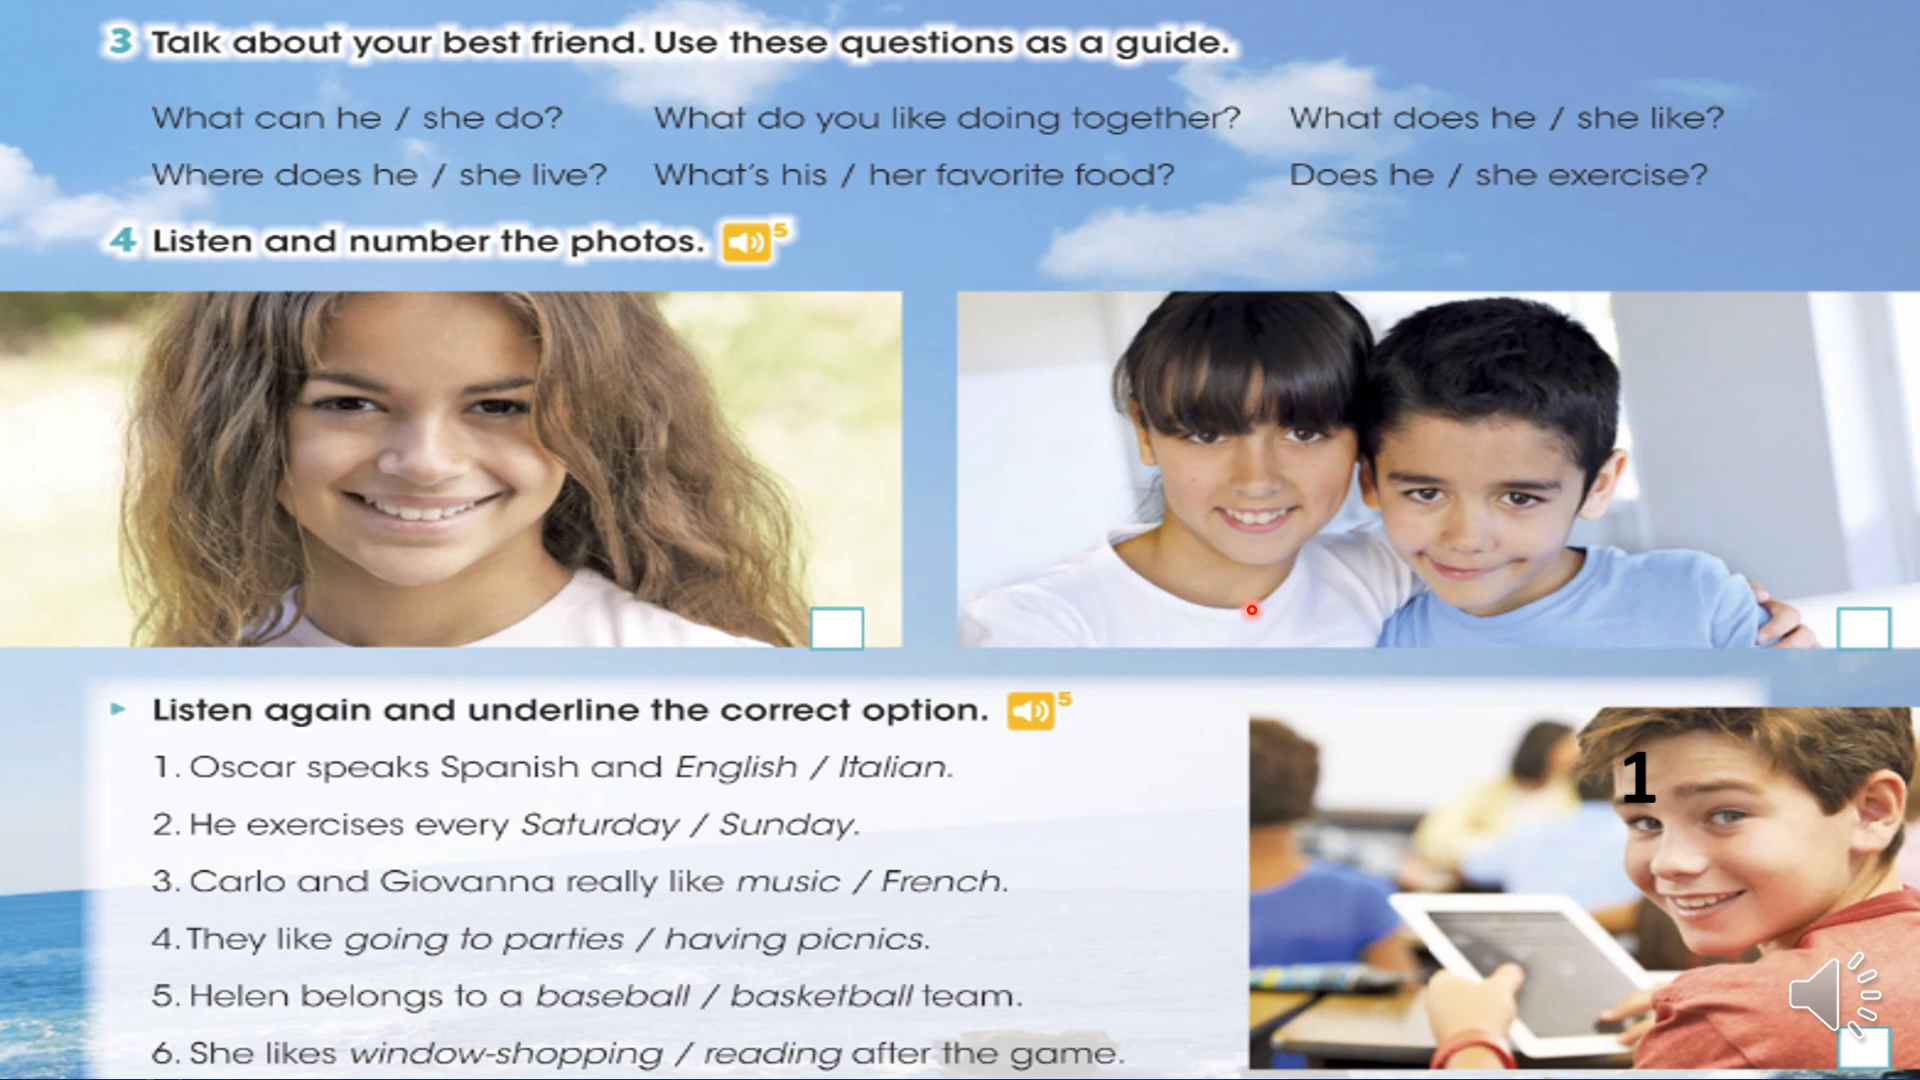 3 Talk about your best friend. Use these questions as a guide.
What can he / she do? What do you like doing together? What does he / she like?
Where does he / she live? What's his / her favorite food? Does he / she exercise?
4 Listen and number the photos. 5
Listen again and underline the correct option. 5
1. Oscar speaks Spanish and English / Italian.
2. He exercises every Saturday / Sunday.
3. Carlo and Giovanna really like music / French.
4. They like going to parties / having picnics.
5. Helen belongs to a baseball / basketball team.
6. She likes window-shopping / reading after the game.
1